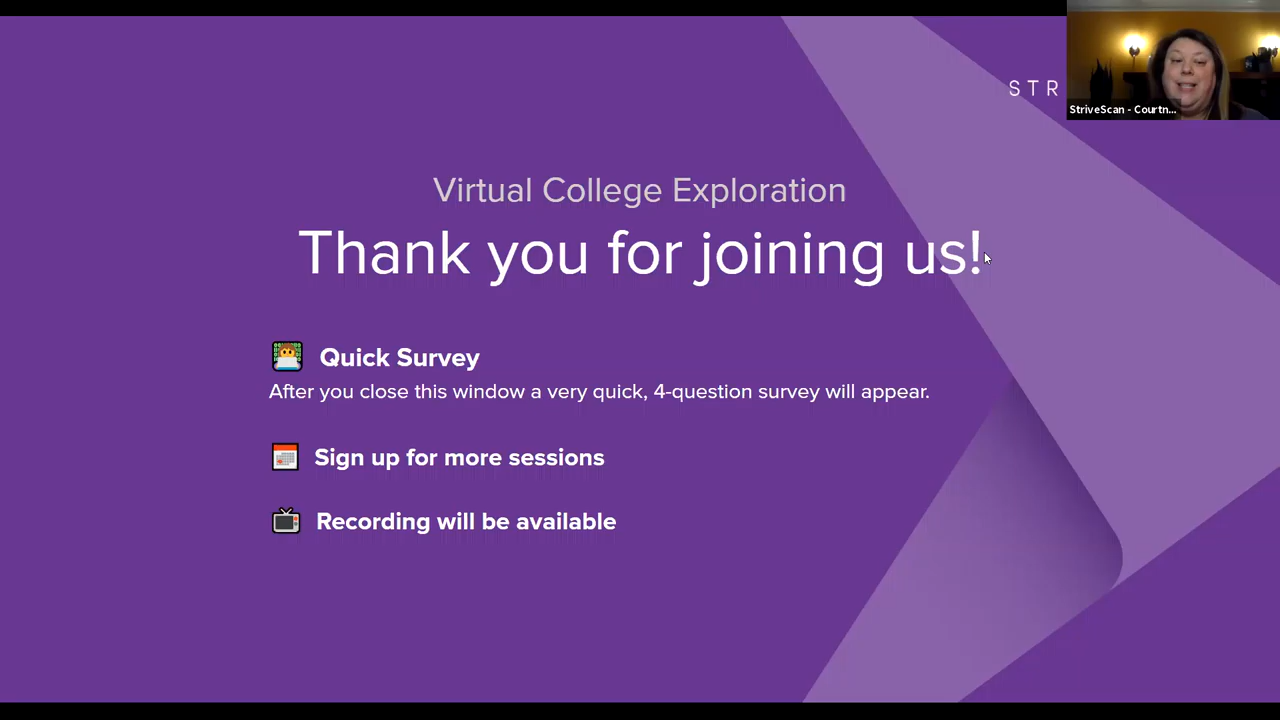 STR
StriveScan - Courtn...
Virtual College Exploration
Thank you for joining us!
Quick Survey
After you close this window a very quick, 4-question survey will appear.
Sign up for more sessions
Recording will be available